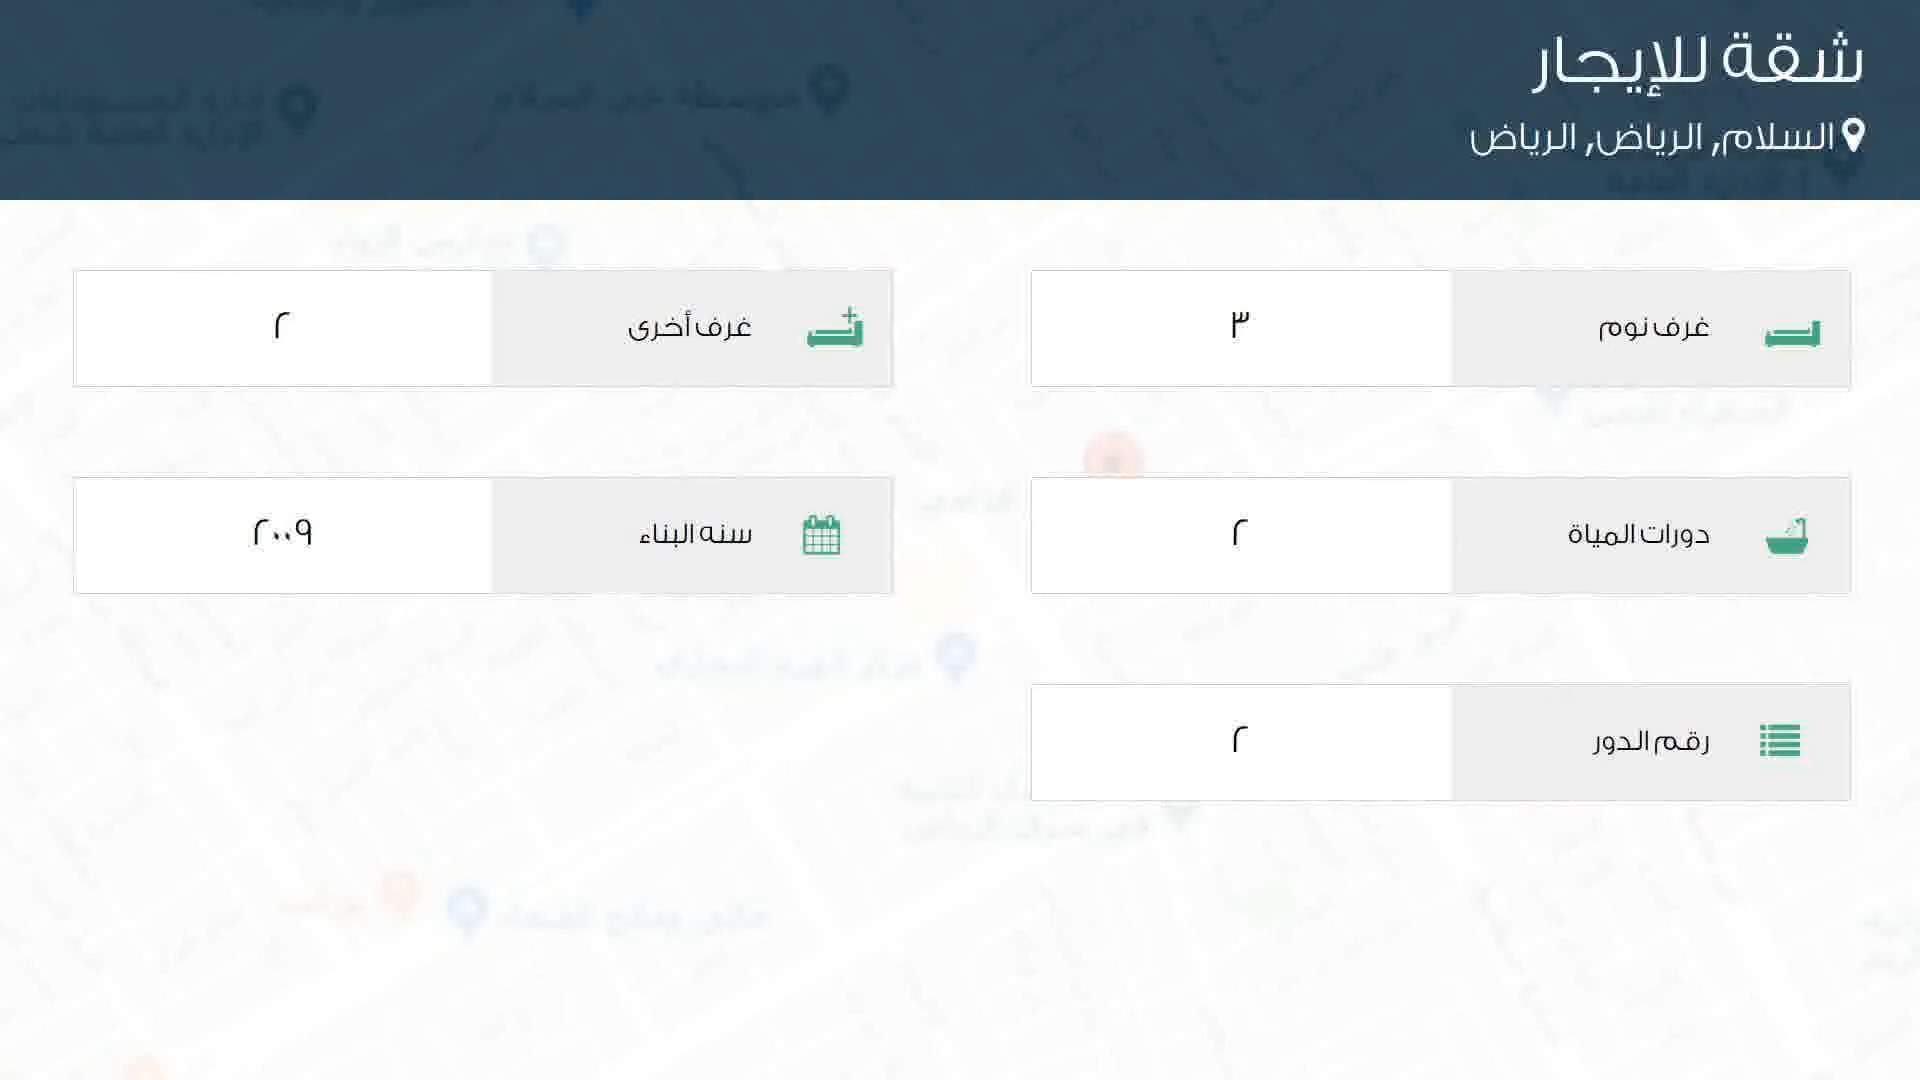 شقة للإيجار
السلام, الرياض, الرياض
غرف نوم ٣
غرف أخرى ٢
دورات المياة ٢
سنه البناء ٢٠٠٩
رقم الدور ٢